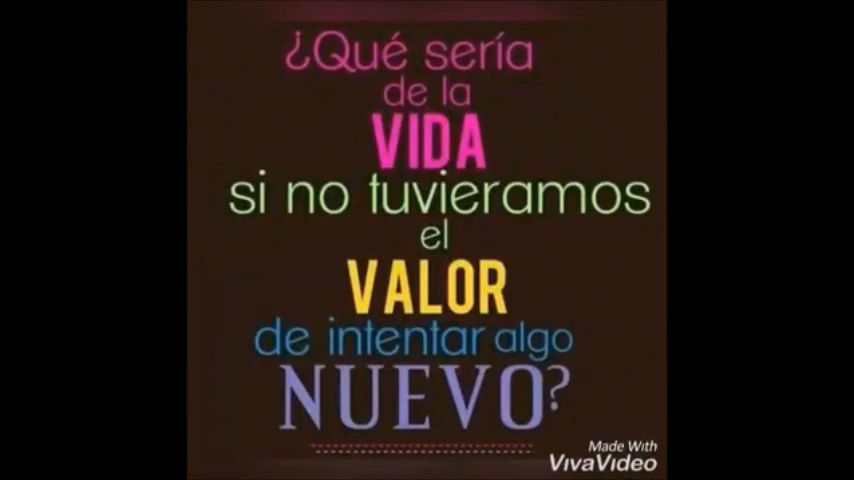 ¿Qué sería
de la
VIDA
si no tuvieramos
el
VALOR
de intentar algo
NUEVO?
Made With
VivaVideo